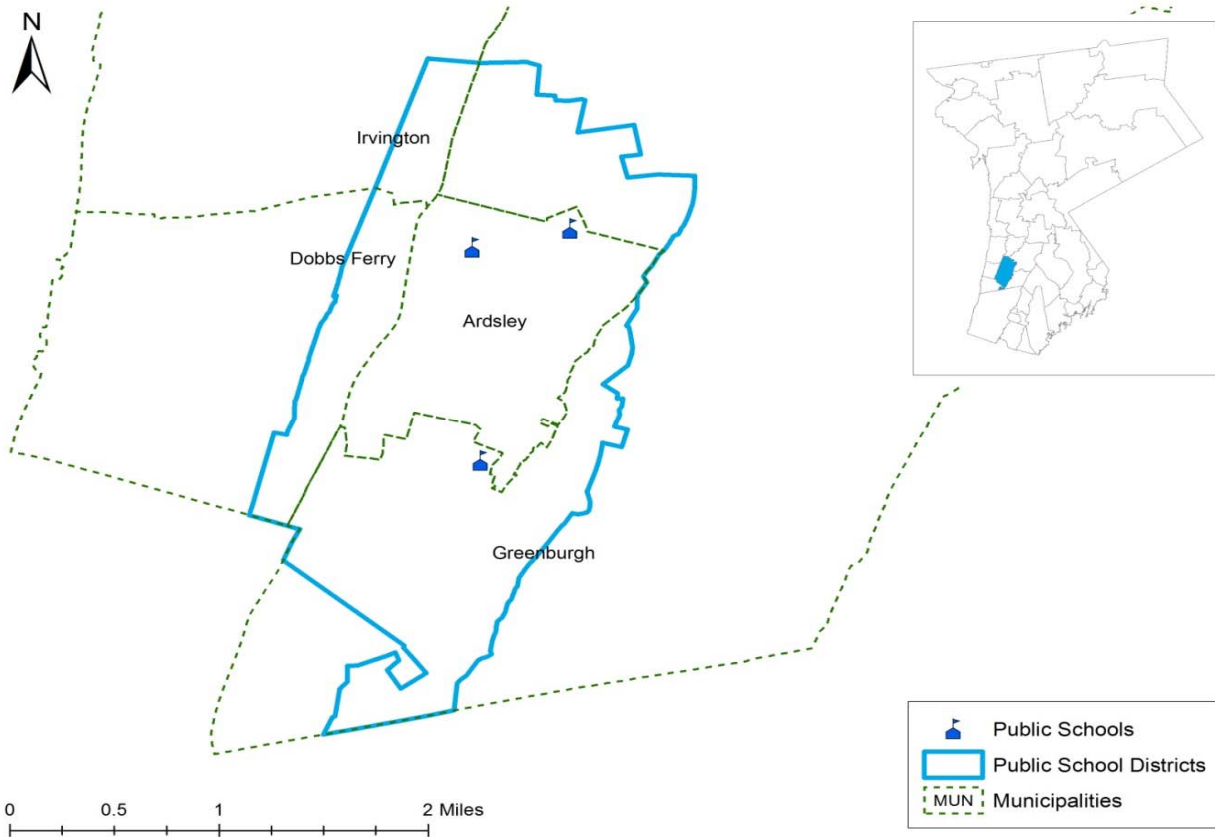 N
Irvington
Dobbs Ferry
Ardsley
Greenburgh
Public Schools
Public School Districts
MUN Municipalities
0 0.5 1 2 Miles